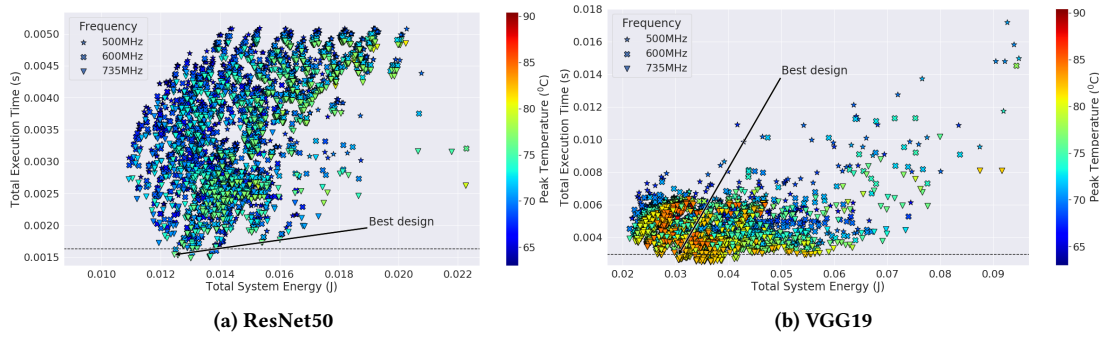 Frequency
500MHz
600MHz
735MHz
0.0050
0.0045
0.0040
0.0035
0.0030
0.0025
0.0020
0.0015
Total Execution Time (s)
Best design
0.010
0.012
0.014
0.016
0.018
0.020
0.022
Total System Energy (J)
90
85
80
75
70
65
Peak Temperature (⁰C)
(a) ResNet50
Frequency
500MHz
600MHz
735MHz
0.018
0.016
0.014
0.012
0.010
0.008
0.006
0.004
Total Execution Time (s)
Best design
0.02
0.03
0.04
0.05
0.06
0.07
0.08
0.09
Total System Energy (J)
90
85
80
75
70
65
Peak Temperature (⁰C)
(b) VGG19